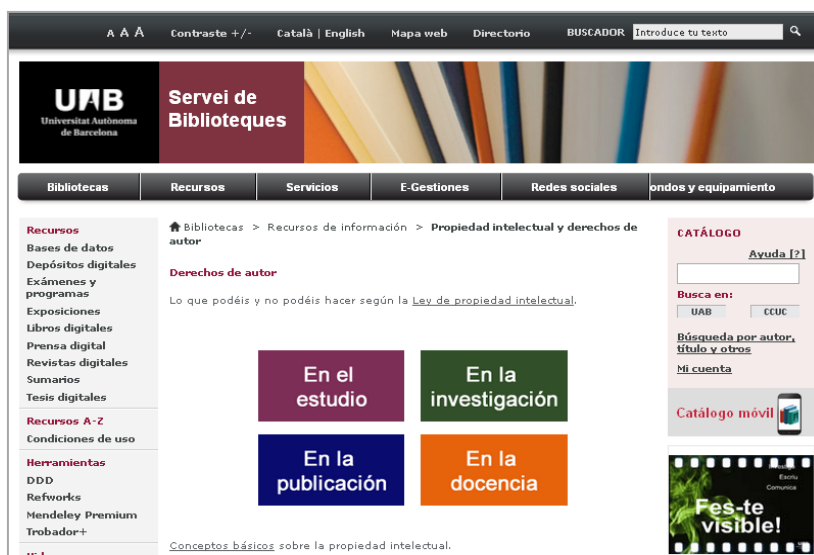 A A A Contraste +/- Català | English Mapa web Directorio BUSCADOR Introduce tu texto
UAB
Universitat Autònoma
de Barcelona
Servei de
Biblioteques
Bibliotecas Recursos Servicios E-Gestiones Redes sociales ondos y equipamiento
Recursos
Bases de datos
Depósitos digitales
Exámenes y
programas
Exposiciones
Libros digitales
Prensa digital
Revistas digitales
Sumarios
Tesis digitales
Recursos A-Z
Condiciones de uso
Herramientas
DDD
Refworks
Mendeley Premium
Trobador+
Bibliotecas > Recursos de información > Propiedad intelectual y derechos de
autor
Derechos de autor
Lo que podéis y no podéis hacer según la Ley de propiedad intelectual.
En el
estudio
En la
investigación
En la
publicación
En la
docencia
Conceptos básicos sobre la propiedad intelectual.
CATÁLOGO
Ayuda [?]
Busca en:
UAB CCUC
Búsqueda por autor,
título y otros
Mi cuenta
Catálogo móvil
Escriu
Comunica
Fes-te
visible!